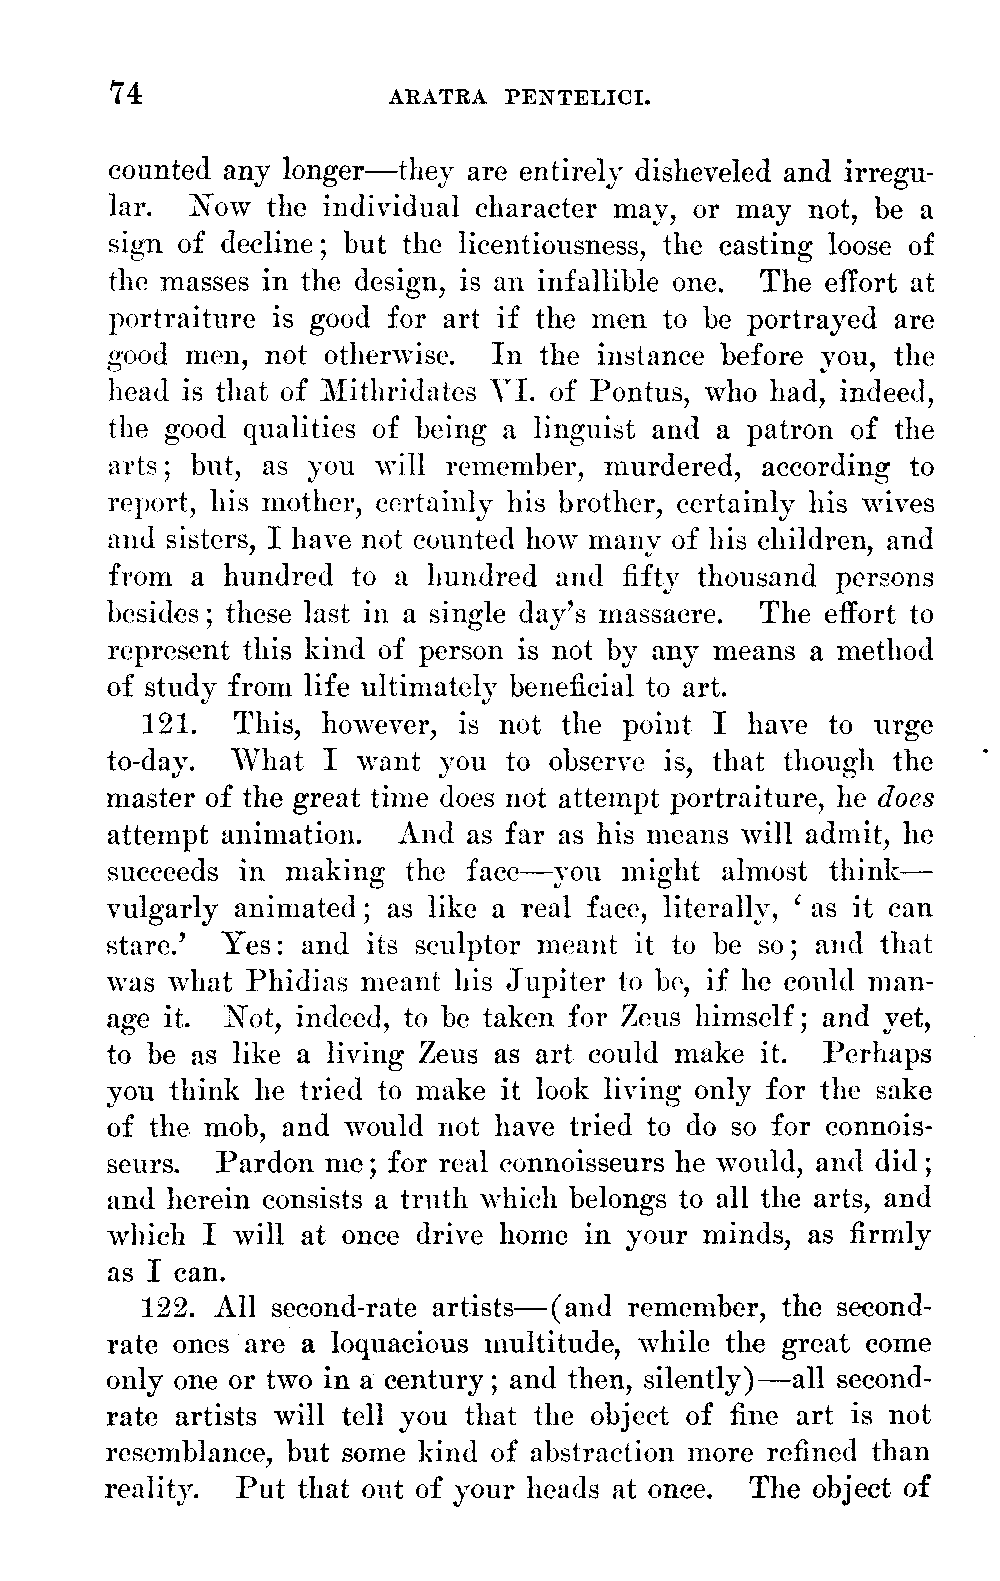 74 ARATRA PENTELICI.
counted any longer—they are entirely disheveled and irregu-
lar. Now the individual character may, or may not, be a
sign of decline; but the licentiousness, the casting loose of
the masses in the design, is an infallible one. The effort at
portraiture is good for art if the men to be portrayed are
good men, not otherwise. In the instance before you, the
head is that of Mithridates VI. of Pontus, who had, indeed,
the good qualities of being a linguist and a patron of the
arts; but, as you will remember, murdered, according to
report, his mother, certainly his brother, certainly his wives
and sisters, I have not counted how many of his children, and
from a hundred to a hundred and fifty thousand persons
besides; these last in a single day's massacre. The effort to
represent this kind of person is not by any means a method
of study from life ultimately beneficial to art.
121. This, however, is not the point I have to urge
to-day. What I want you to observe is, that though the
master of the great time does not attempt portraiture, he does
attempt animation. And as far as his means will admit, he
succeeds in making the face—you might almost think—
vulgarly animated; as like a real face, literally, ‘as it can
stare.’ Yes: and its sculptor meant it to be so; and that
was what Phidias meant his Jupiter to be, if he could man-
age it. Not, indeed, to be taken for Zeus himself; and yet,
to be as like a living Zeus as art could make it. Perhaps
you think he tried to make it look living only for the sake
of the mob, and would not have tried to do so for connois-
seurs. Pardon me; for real connoisseurs he would, and did;
and herein consists a truth which belongs to all the arts, and
which I will at once drive home in your minds, as firmly
as I can.
122. All second-rate artists—(and remember, the second-
rate ones are a loquacious multitude, while the great come
only one or two in a century; and then, silently)—all second-
rate artists will tell you that the object of fine art is not
resemblance, but some kind of abstraction more refined than
reality. Put that out of your heads at once. The object of